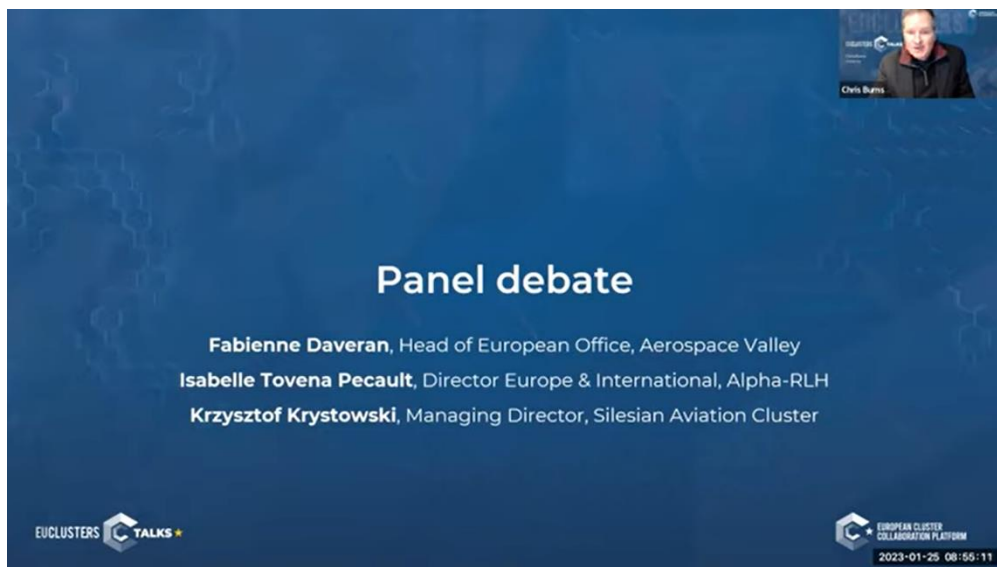 EUCLUSTERS
TALKS
Chris Burns
Panel debate
Fabienne Daveran, Head of European Office, Aerospace Valley
Isabelle Tovena Pecault, Director Europe & International, Alpha-RLH
Krzysztof Krystowski, Managing Director, Silesian Aviation Cluster
EUCLUSTERS TALKS
EUROPEAN CLUSTER
COLLABORATION PLATFORM
2023-01-25 08:55:11